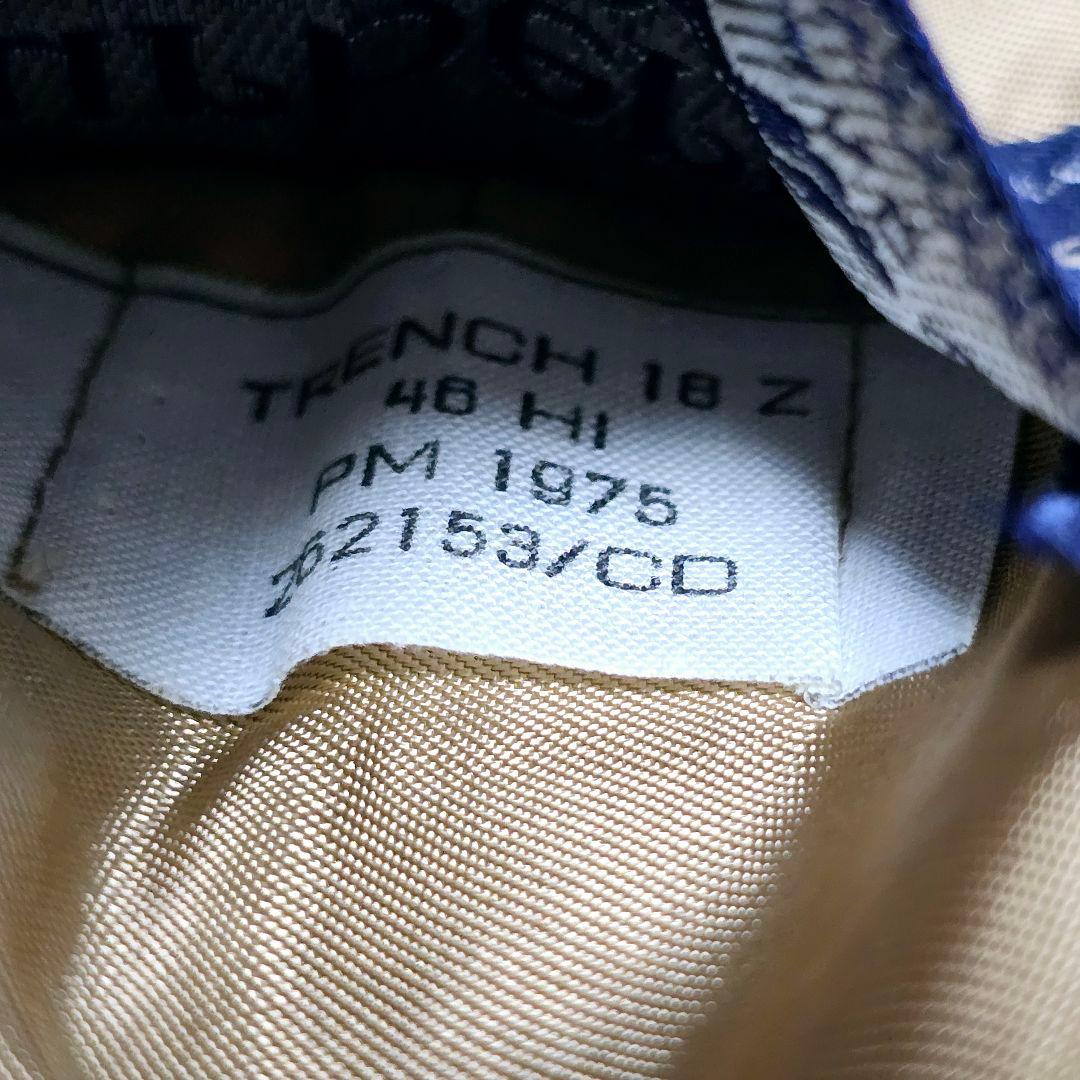 TRENCH 18 Z
46 HI
PM 1975
262153/CD